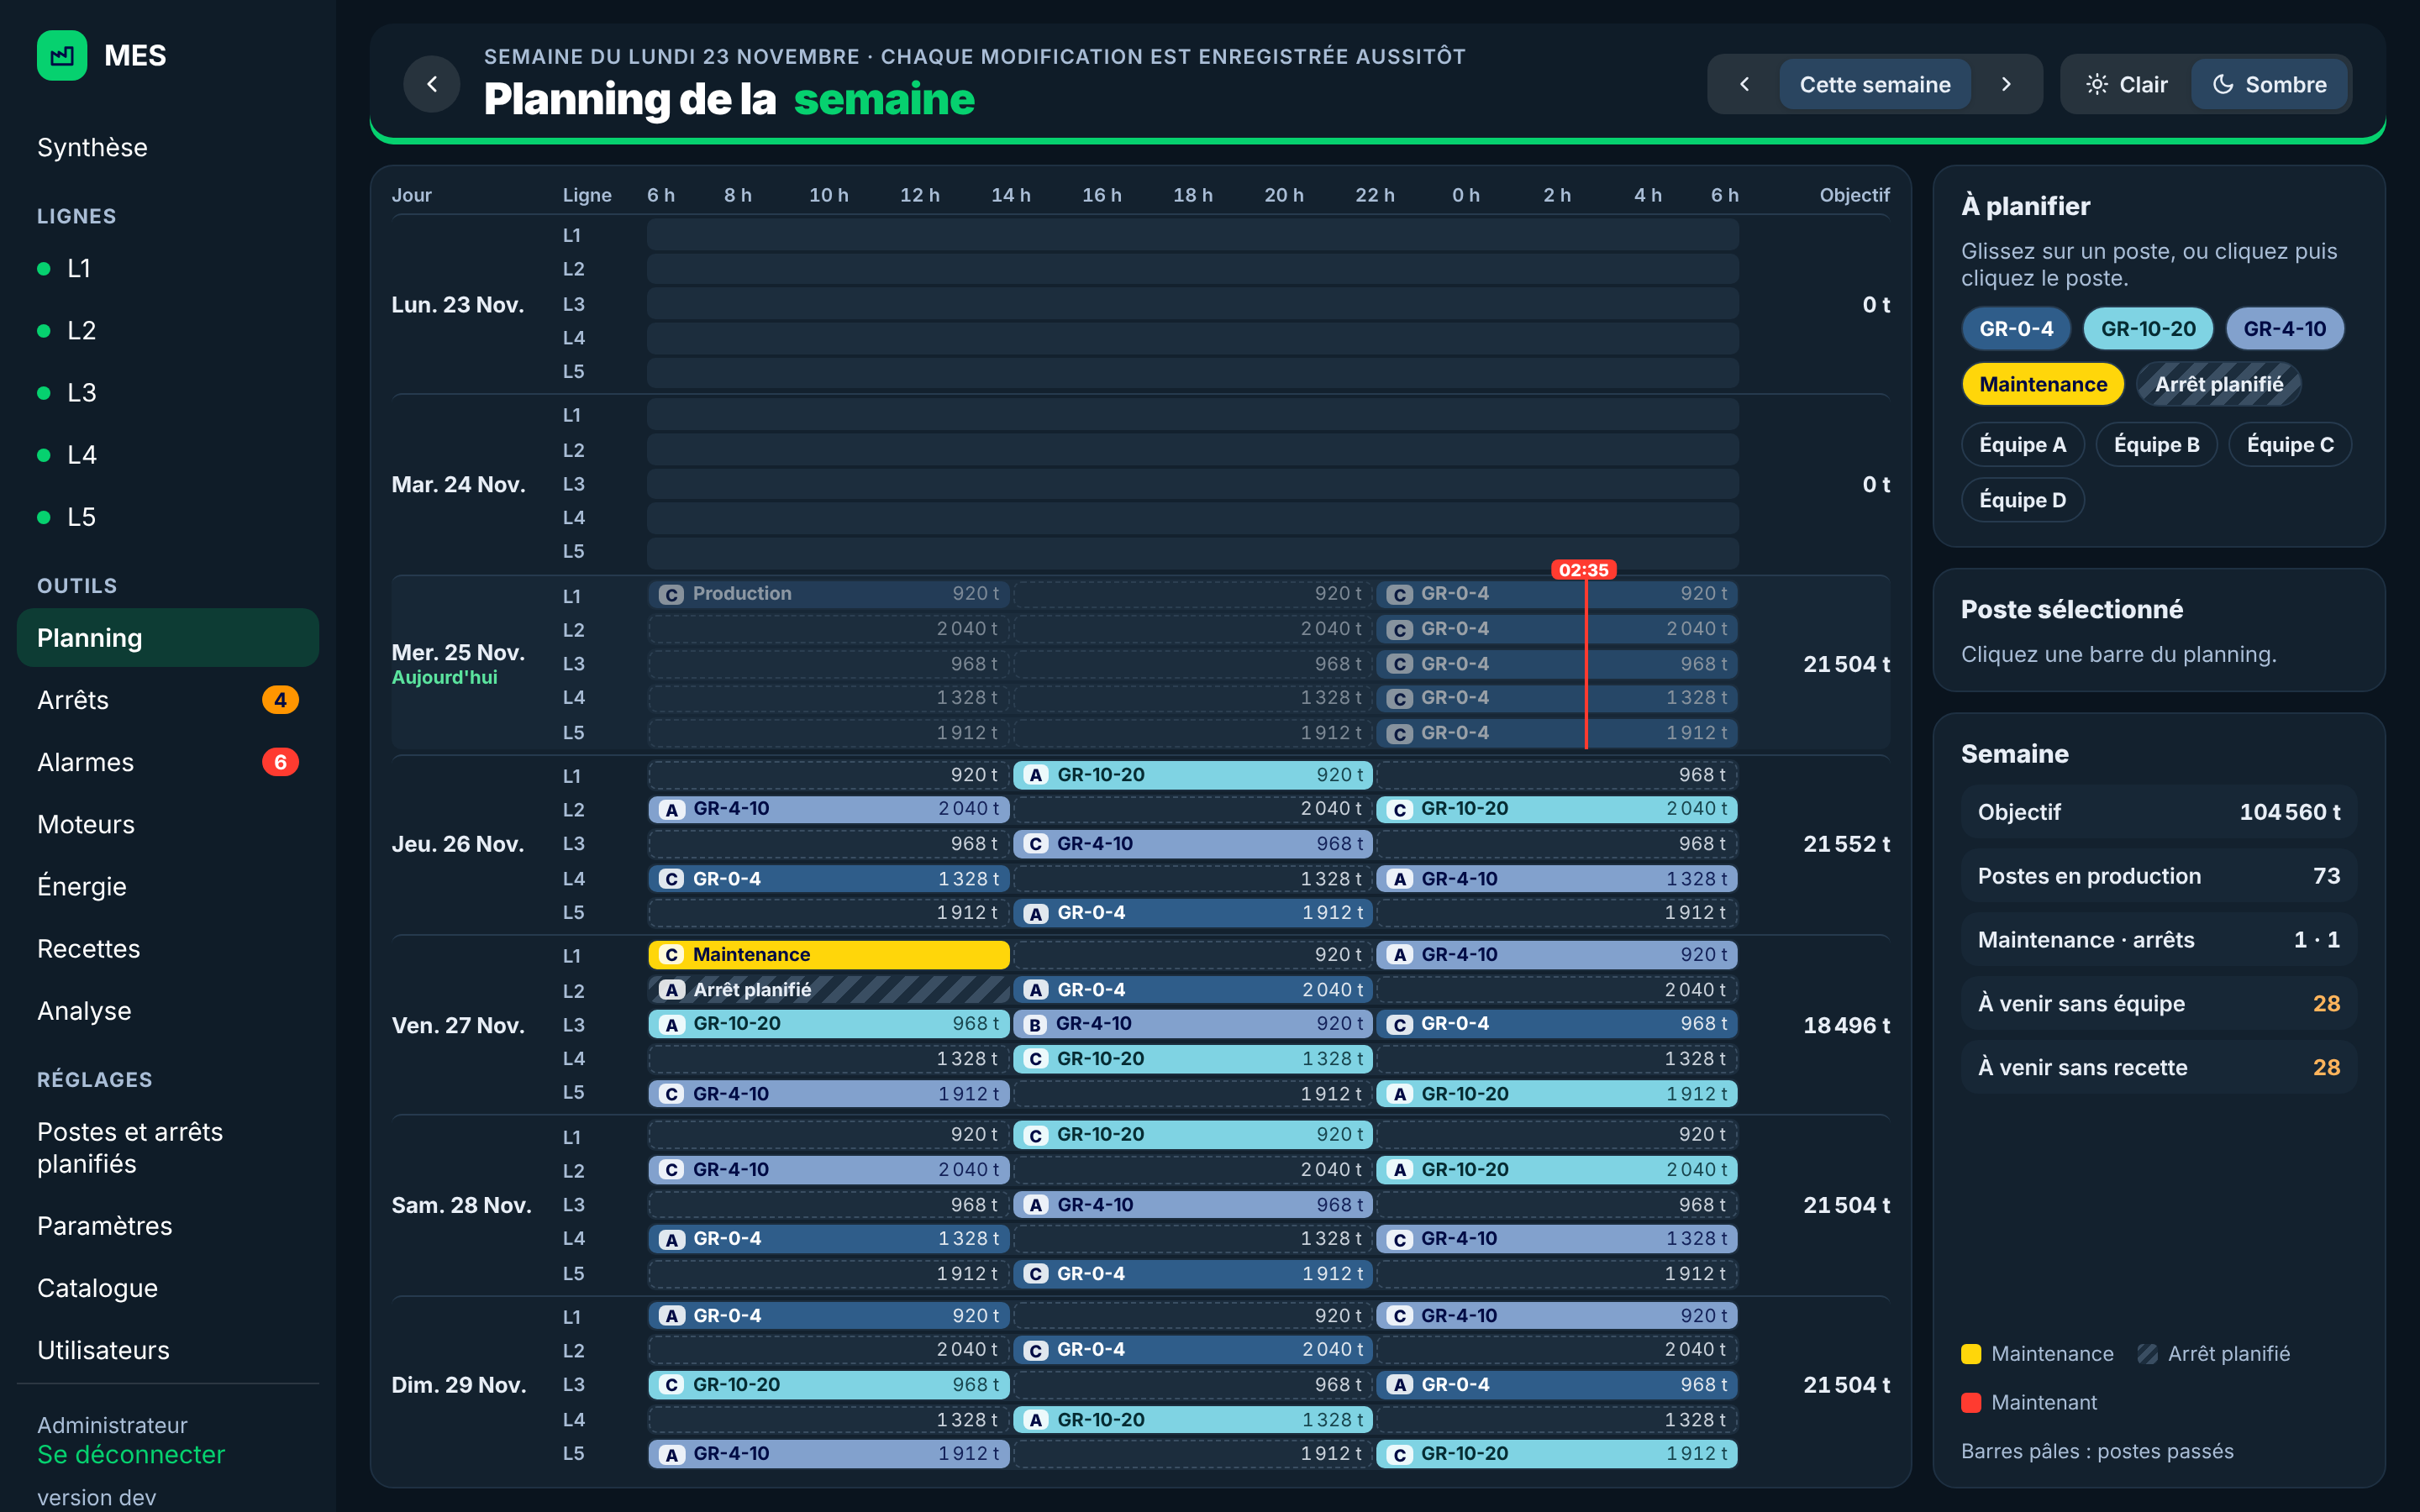 MES
Synthèse
LIGNES
L1
L2
L3
L4
L5
OUTILS
Planning
Arrêts 4
Alarmes 6
Moteurs
Énergie
Recettes
Analyse
RÉGLAGES
Postes et arrêts
planifiés
Paramètres
Catalogue
Utilisateurs
Administrateur
Se déconnecter
version dev
SEMAINE DU LUNDI 23 NOVEMBRE · CHAQUE MODIFICATION EST ENREGISTRÉE AUSSITÔT
Planning de la semaine
Cette semaine
Clair
Sombre
Jour Ligne 6 h 8 h 10 h 12 h 14 h 16 h 18 h 20 h 22 h 0 h 2 h 4 h 6 h Objectif
Lun. 23 Nov. 0 t
L1
L2
L3
L4
L5
Mar. 24 Nov. 0 t
L1
L2
L3
L4
L5
02:35
Mer. 25 Nov. 21 504 t
Aujourd'hui
L1 C Production 920 t 920 t C GR-0-4 920 t
L2 2 040 t 2 040 t C GR-0-4 2 040 t
L3 968 t 968 t C GR-0-4 968 t
L4 1 328 t 1 328 t C GR-0-4 1 328 t
L5 1 912 t 1 912 t C GR-0-4 1 912 t
Jeu. 26 Nov. 21 552 t
L1 920 t A GR-10-20 920 t 968 t
L2 A GR-4-10 2 040 t 2 040 t C GR-10-20 2 040 t
L3 968 t C GR-4-10 968 t 968 t
L4 C GR-0-4 1 328 t 1 328 t A GR-4-10 1 328 t
L5 1 912 t A GR-0-4 1 912 t 1 912 t
Ven. 27 Nov. 18 496 t
L1 C Maintenance 920 t A GR-4-10 920 t
L2 A Arrêt planifié A GR-0-4 2 040 t 2 040 t
L3 A GR-10-20 968 t B GR-4-10 920 t C GR-0-4 968 t
L4 1 328 t C GR-10-20 1 328 t 1 328 t
L5 C GR-4-10 1 912 t 1 912 t A GR-10-20 1 912 t
Sam. 28 Nov. 21 504 t
L1 920 t C GR-10-20 920 t 920 t
L2 C GR-4-10 2 040 t 2 040 t A GR-10-20 2 040 t
L3 968 t A GR-4-10 968 t 968 t
L4 A GR-0-4 1 328 t 1 328 t C GR-4-10 1 328 t
L5 1 912 t C GR-0-4 1 912 t 1 912 t
Dim. 29 Nov. 21 504 t
L1 A GR-0-4 920 t 920 t C GR-4-10 920 t
L2 2 040 t C GR-0-4 2 040 t 2 040 t
L3 C GR-10-20 968 t 968 t A GR-0-4 968 t
L4 1 328 t A GR-10-20 1 328 t 1 328 t
L5 A GR-4-10 1 912 t 1 912 t C GR-10-20 1 912 t
À planifier
Glissez sur un poste, ou cliquez puis
cliquez le poste.
GR-0-4 GR-10-20 GR-4-10
Maintenance Arrêt planifié
Équipe A Équipe B Équipe C
Équipe D
Poste sélectionné
Cliquez une barre du planning.
Semaine
Objectif 104 560 t
Postes en production 73
Maintenance · arrêts 1 · 1
À venir sans équipe 28
À venir sans recette 28
Maintenance Arrêt planifié
Maintenant
Barres pâles : postes passés